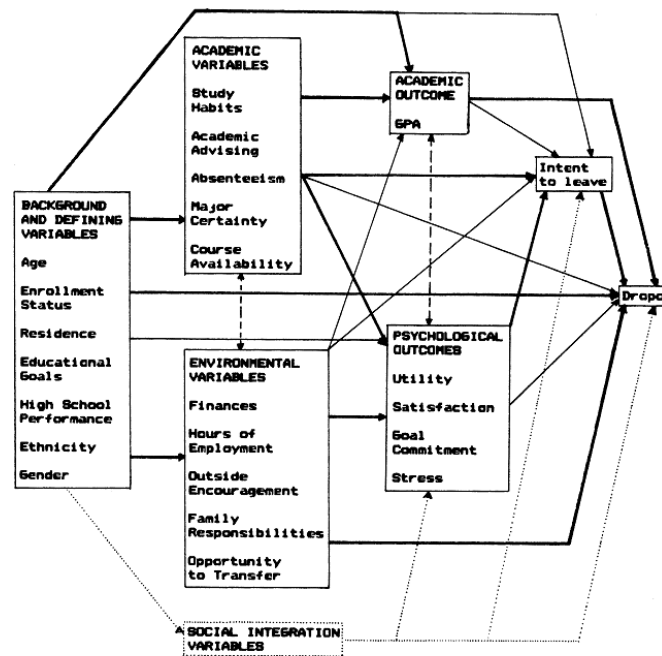 BACKGROUND
AND DEFINING
VARIABLES
Age
Enrollment
Status
Residence
Educational
Goals
High School
Performance
Ethnicity
Gender
ACADEMIC
VARIABLES
Study
Habits
Academic
Advising
Absenteeism
Major
Certainty
Course
Availability
ENVIRONMENTAL
VARIABLES
Finances
Hours of
Employment
Outside
Encouragement
Family
Responsibilities
Opportunity
to Transfer
SOCIAL INTEGRATION
VARIABLES
ACADEMIC
OUTCOME
GPA
PSYCHOLOGICAL
OUTCOMES
Utility
Satisfaction
Goal
Commitment
Stress
Intent
to leave
Dropo